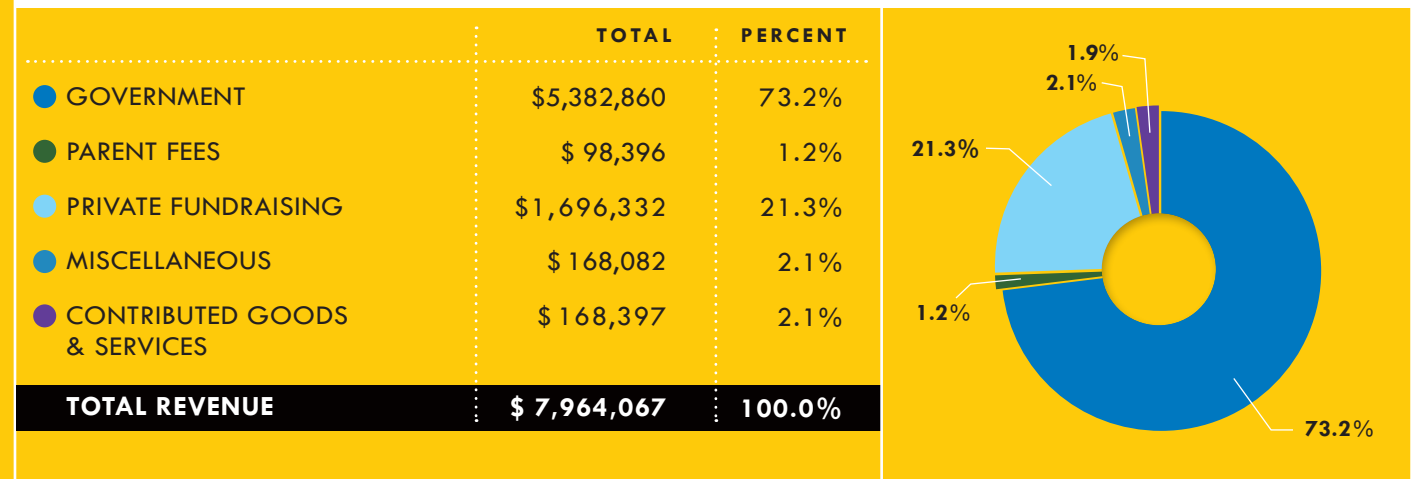 TOTAL PERCENT
GOVERNMENT $5,382,860 73.2%
PARENT FEES $ 98,396 1.2%
PRIVATE FUNDRAISING $1,696,332 21.3%
MISCELLANEOUS $ 168,082 2.1%
CONTRIBUTED GOODS $ 168,397 2.1%
& SERVICES
TOTAL REVENUE $ 7,964,067 100.0%
1.9%
2.1%
21.3%
1.2%
73.2%